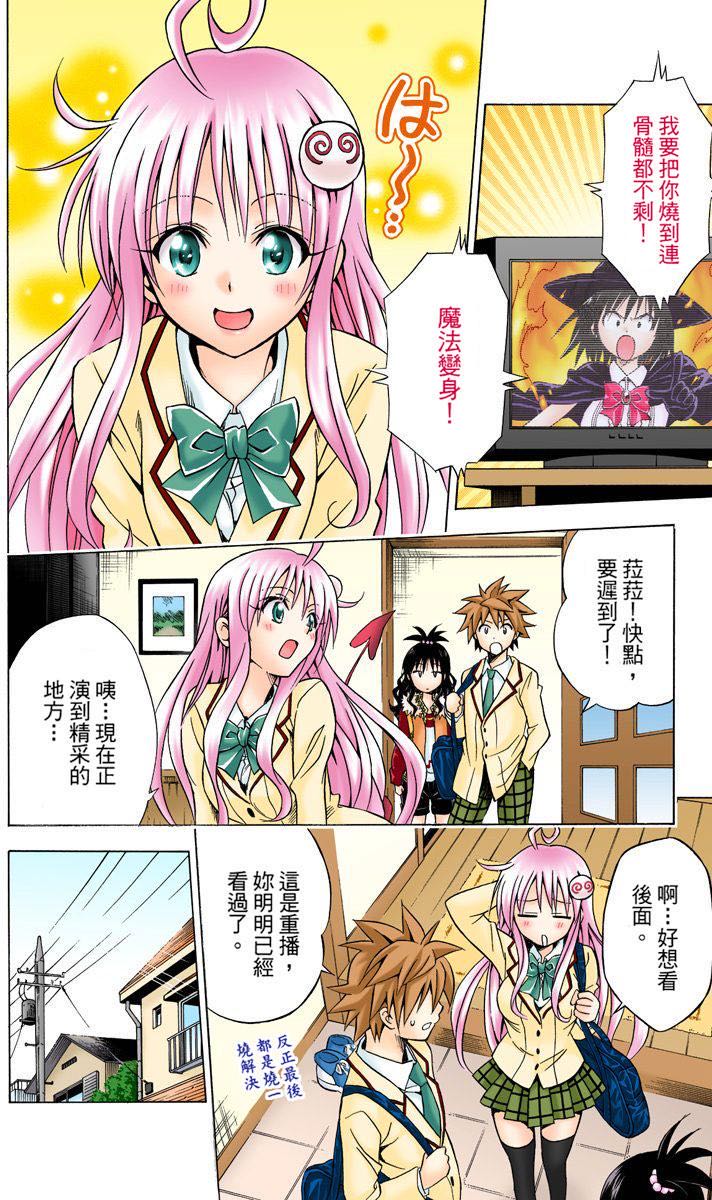 我要把你燒到連
骨髓都不剩！
魔法變身！
は〜…
菈菈！快點，
要遲到了！
咦…現在正
演到精采的
地方…
啊…好想看
後面。
這是重播，
妳明明已經
看過了。
反正最後
都是燒一
燒解決